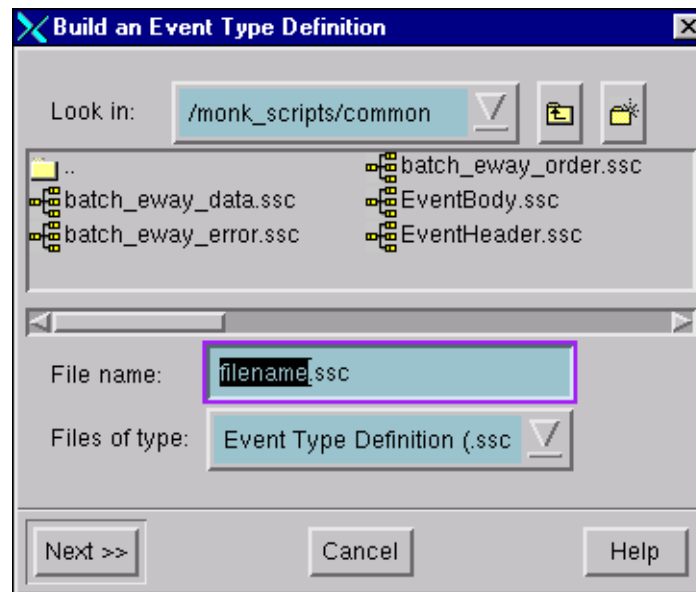 Build an Event Type Definition
Look in: /monk_scripts/common
.. batch_eway_order.ssc
batch_eway_data.ssc EventBody.ssc
batch_eway_error.ssc EventHeader.ssc
File name: filename.ssc
Files of type: Event Type Definition (.ssc
Next >> Cancel Help